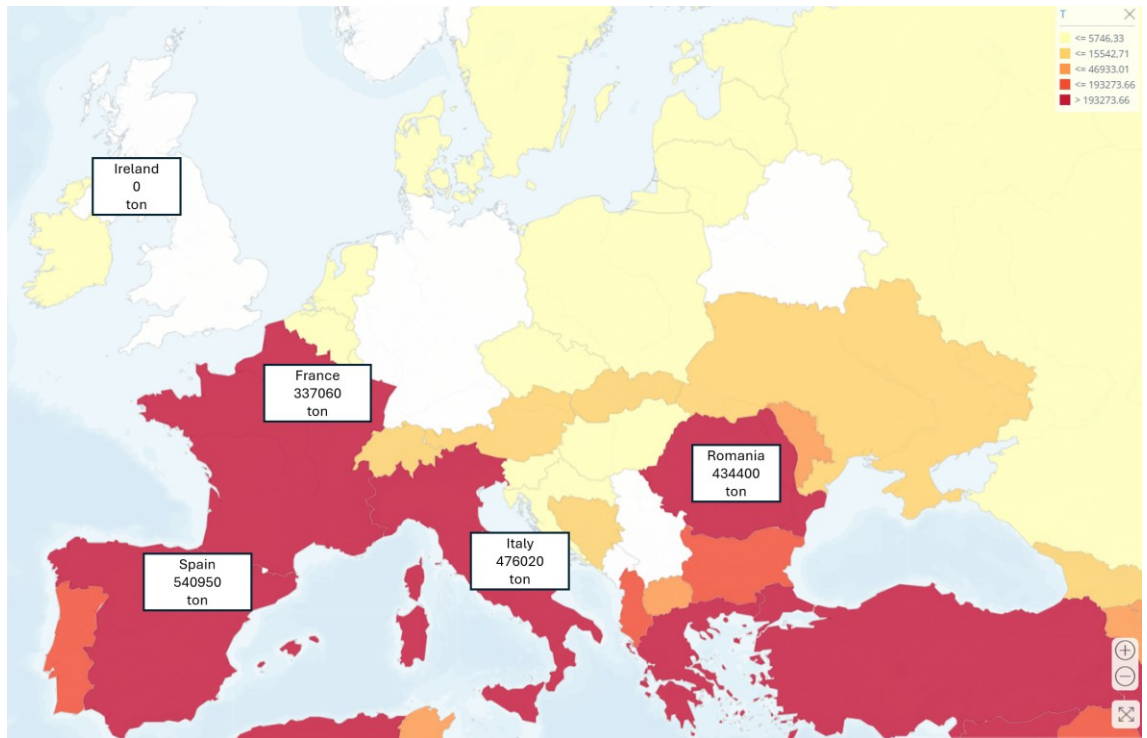 T
<= 5746.33
<= 15542.71
<= 46933.01
<= 193273.66
> 193273.66
Ireland
0
ton
France
337060
ton
Romania
434400
ton
Italy
476020
ton
Spain
540950
ton